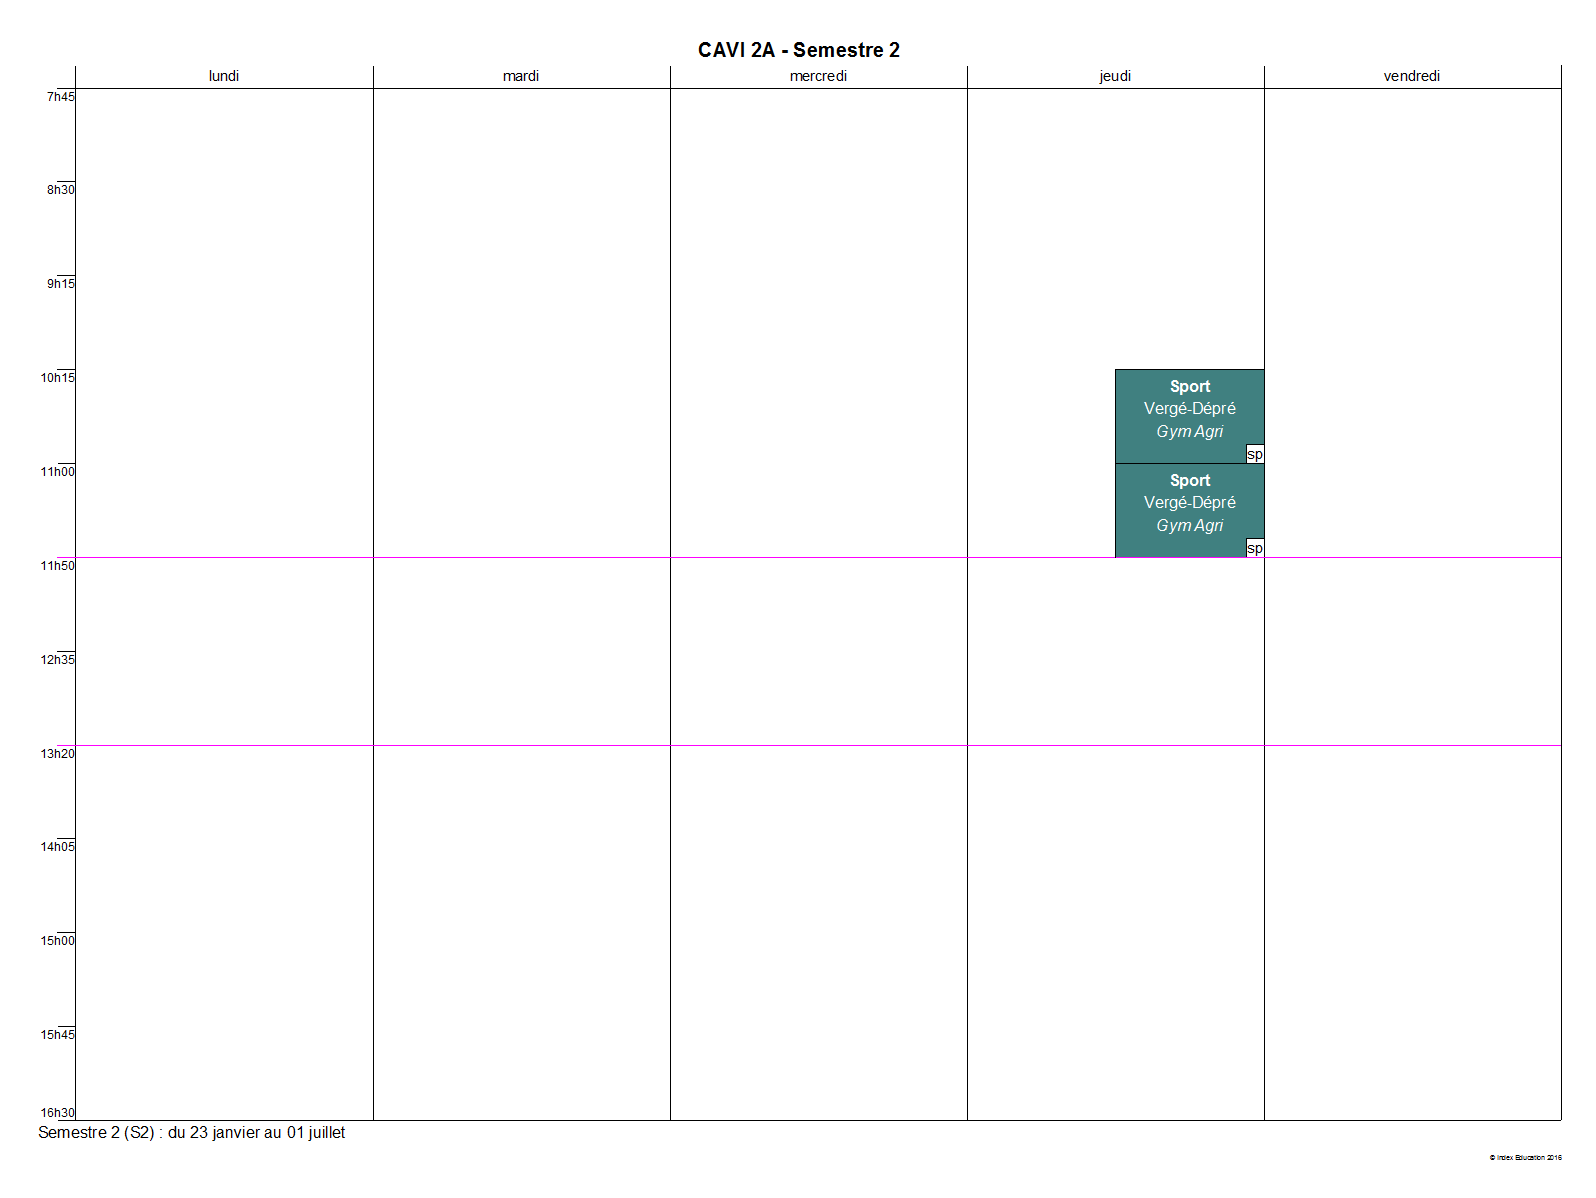 CAVI 2A - Semestre 2
lundi mardi mercredi jeudi vendredi
7h45
8h30
9h15
10h15
Sport
Vergé-Dépré
Gym Agri
sp
11h00
Sport
Vergé-Dépré
Gym Agri
sp
11h50
12h35
13h20
14h05
15h00
15h45
16h30
Semestre 2 (S2) : du 23 janvier au 01 juillet
© Index Education 2016